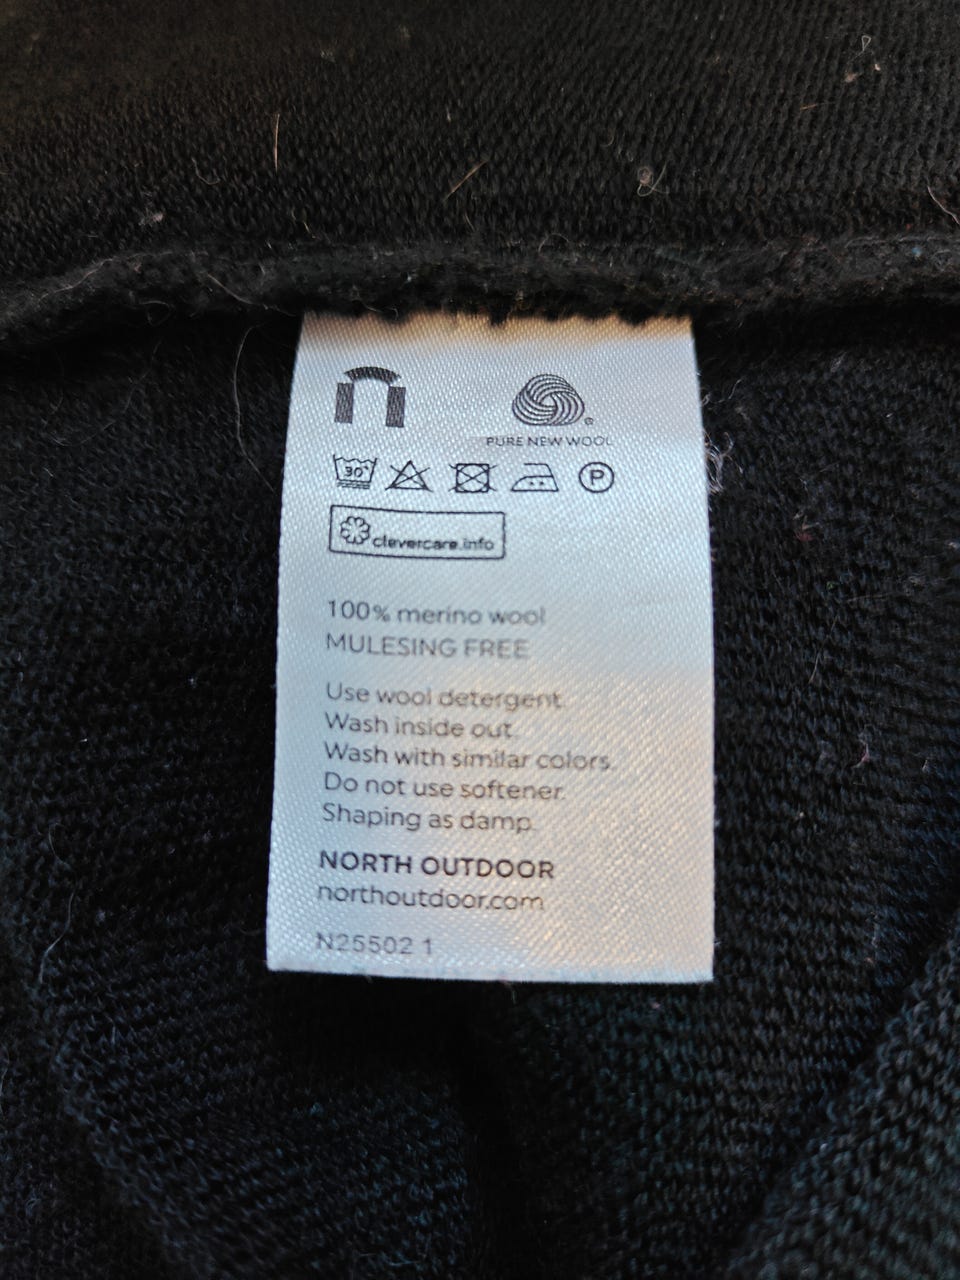 PURE NEW WOOL
30°
P
clevercare.info
100% merino wool
MULESING FREE
Use wool detergent.
Wash inside out.
Wash with similar colors.
Do not use softener.
Shaping as damp.
NORTH OUTDOOR
northoutdoor.com
N25502 1